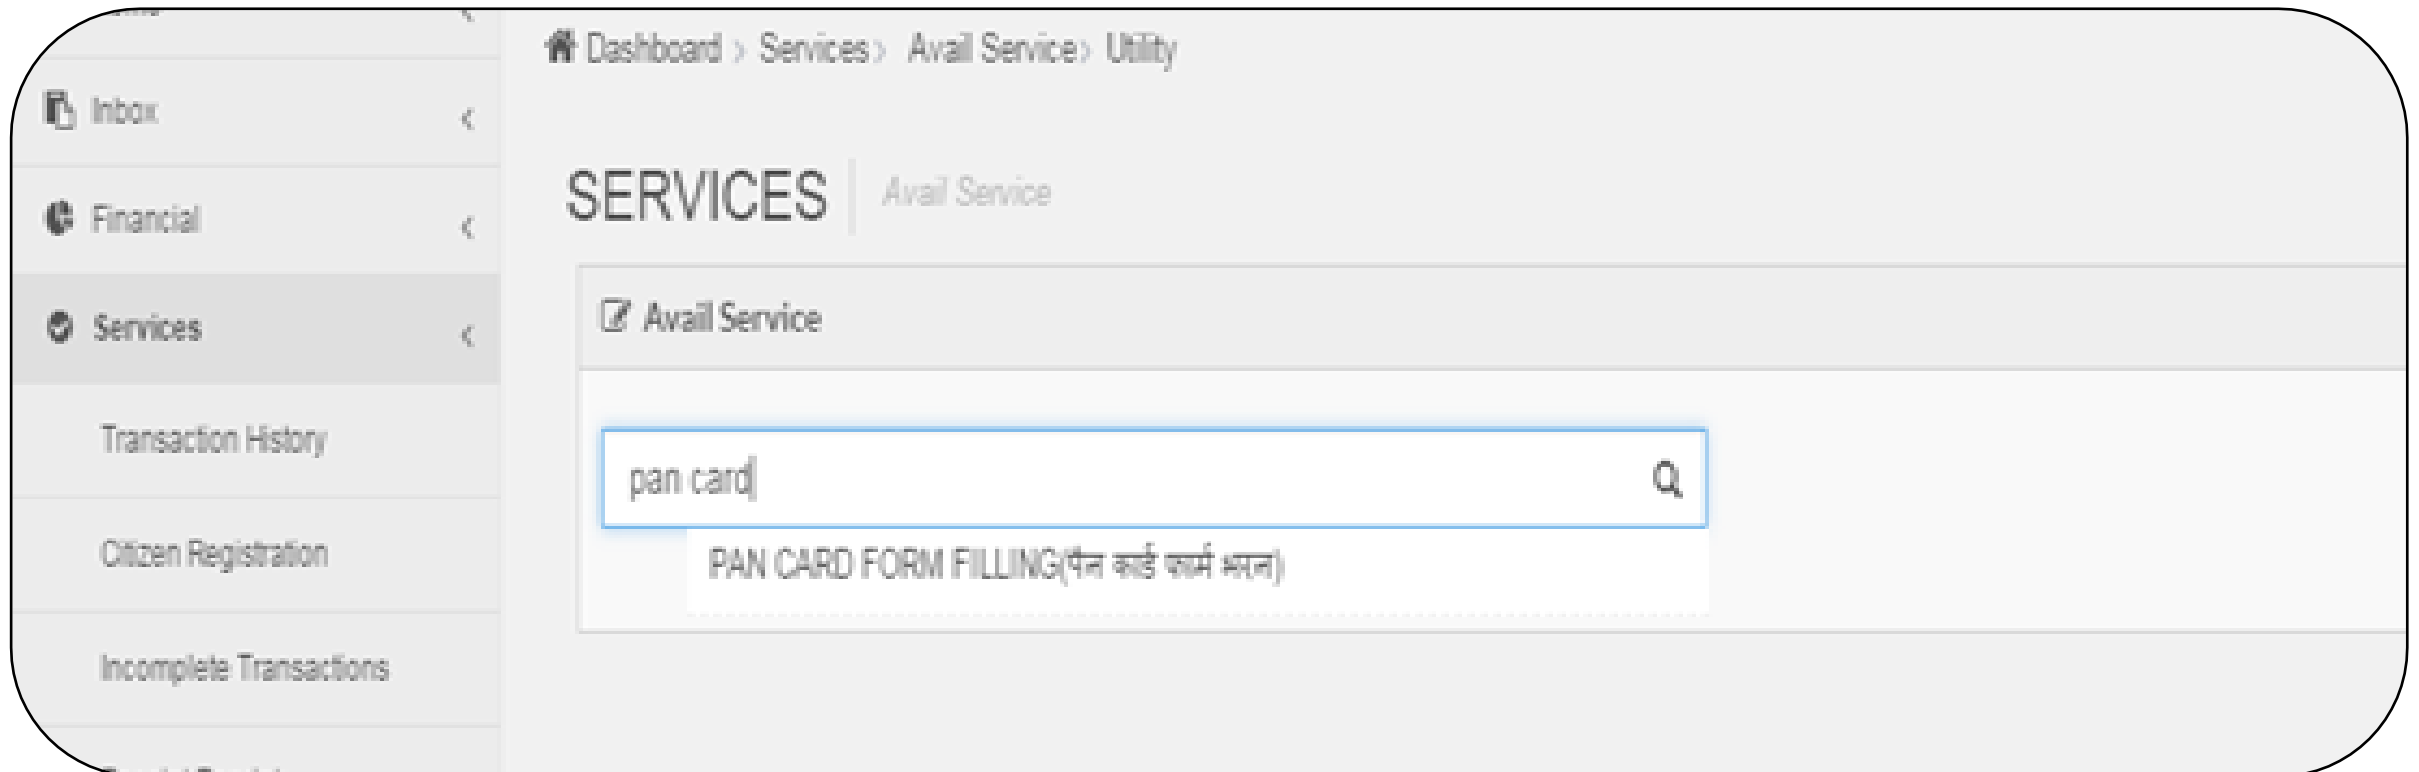 Dashboard > Services > Avail Service > Utility
Inbox
Financial
Services
Transaction History
Citizen Registration
Incomplete Transactions
SERVICES
Avail Service
Avail Service
pan card
PAN CARD FORM FILLING(पेन कार्ड फार्म भरना)